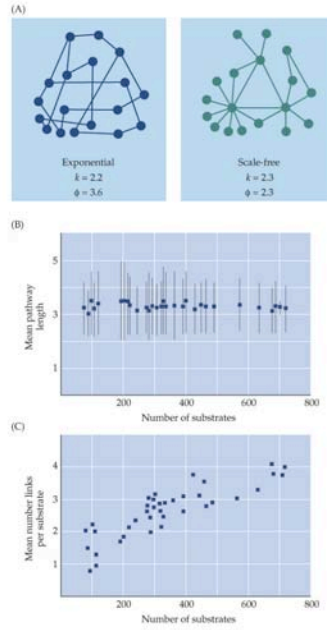 (A)
Exponential
k = 2.2
ϕ = 3.6
Scale-free
k = 2.3
ϕ = 2.3
(B)
5
3
1
Mean pathway
length
200
400
600
800
Number of substrates
(C)
4
3
2
1
Mean number links
per substrate
200
400
600
800
Number of substrates